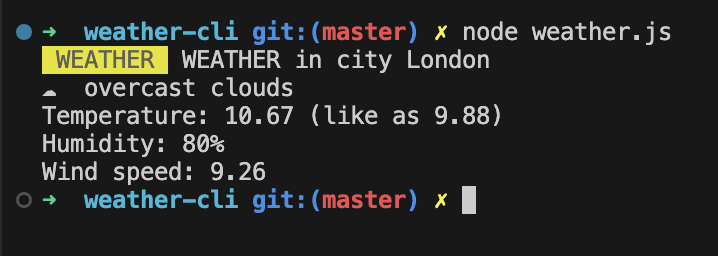 ➜  weather-cli git:(master) ✗ node weather.js
 WEATHER  WEATHER in city London
☁  overcast clouds
Temperature: 10.67 (like as 9.88)
Humidity: 80%
Wind speed: 9.26
➜  weather-cli git:(master) ✗